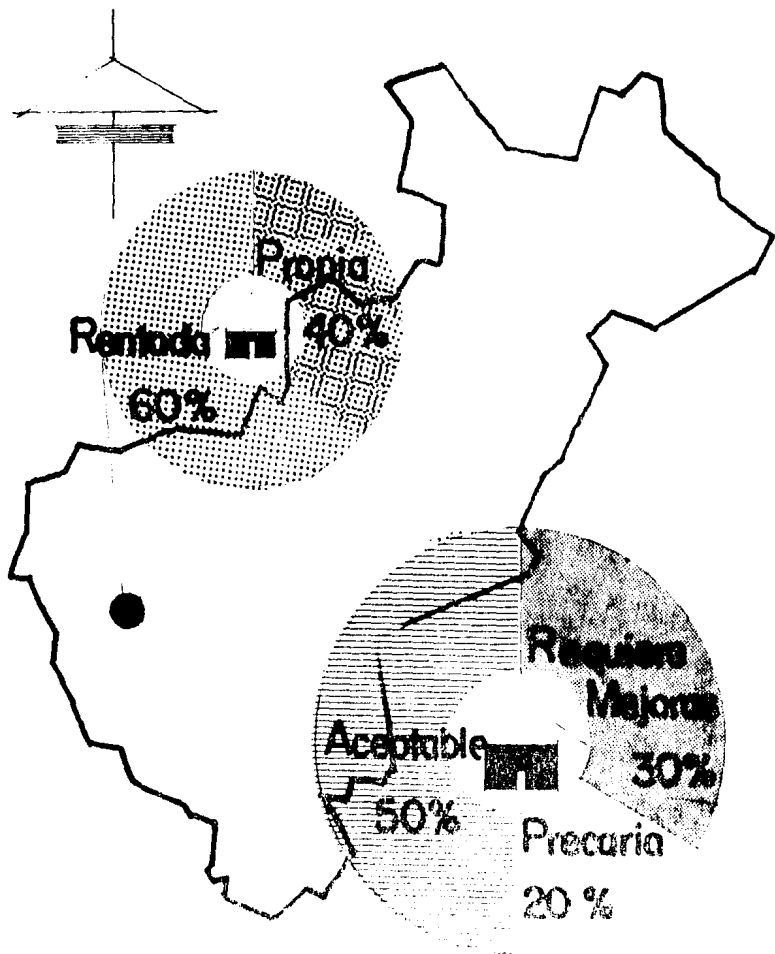 Propia
40%
Rentada
60%
Requiere
Mejoras
30%
Aceptable
50%
Precaria
20 %